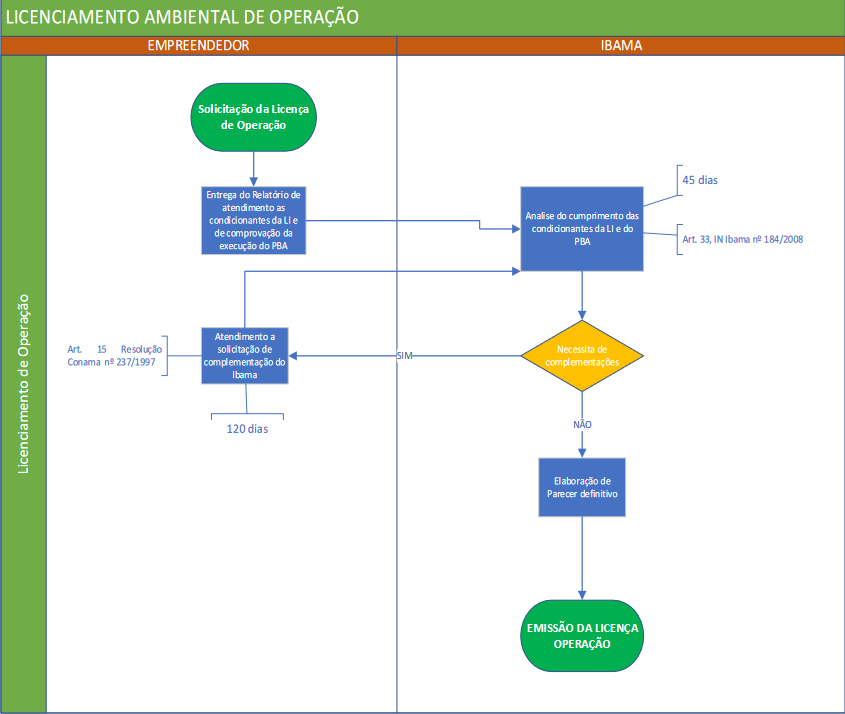 LICENCIAMENTO AMBIENTAL DE OPERAÇÃO
EMPREENDEDOR
IBAMA
Licenciamento de Operação
Solicitação da Licença
de Operação
Entrega do Relatório de
atendimento as
condicionantes da LI e
de comprovação da
execução do PBA
Analise do cumprimento das
condicionantes da LI e do
PBA
45 dias
Art. 33, IN Ibama nº 184/2008
Art. 15 Resolução
Conama nº 237/1997
Atendimento a
solicitação de
complementação do
Ibama
120 dias
SIM
Necessita de
complementações
NÃO
Elaboração de
Parecer definitivo
EMISSÃO DA LICENÇA
OPERAÇÃO